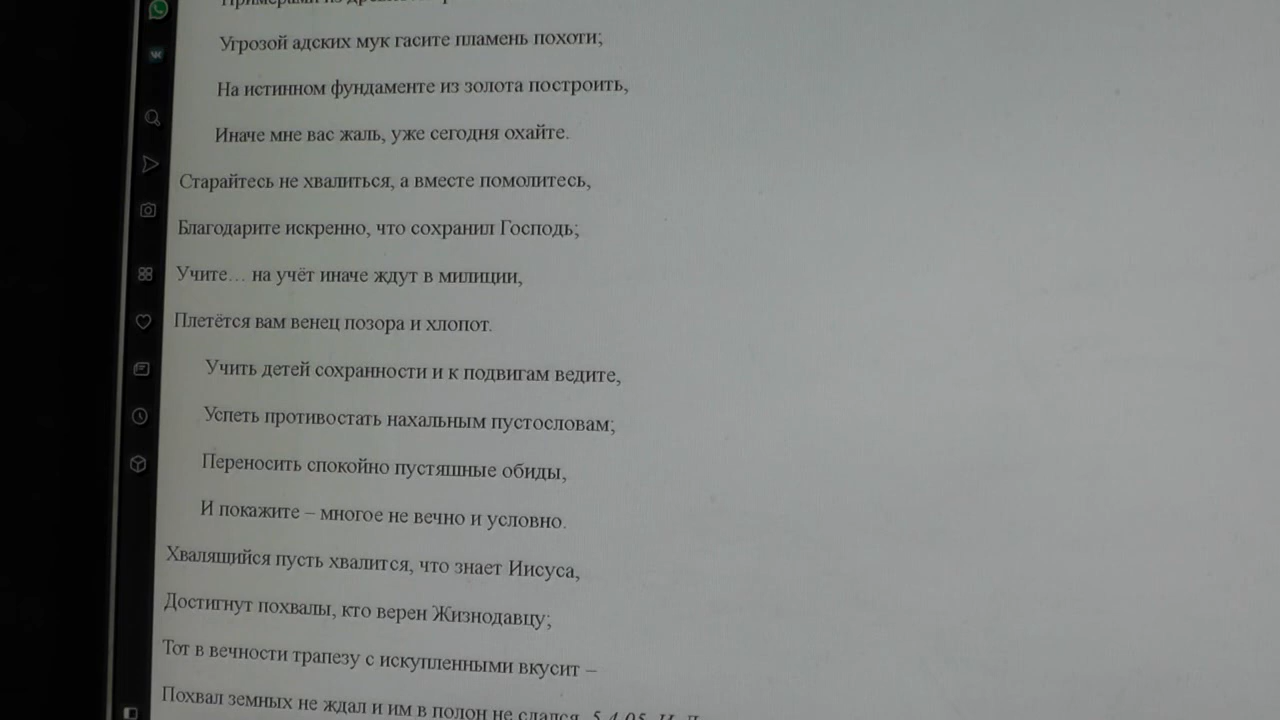 Угрозой адских мук гасите пламень похоти;
На истинном фундаменте из золота построить,
Иначе мне вас жаль, уже сегодня охайте.
Старайтесь не хвалиться, а вместе помолитесь,
Благодарите искренно, что сохранил Господь;
Учите… на учёт иначе ждут в милиции,
Плетётся вам венец позора и хлопот.
Учить детей сохранности и к подвигам ведите,
Успеть противостать нахальным пустословам;
Переносить спокойно пустяшные обиды,
И покажите – многое не вечно и условно.
Хвалящийся пусть хвалится, что знает Иисуса,
Достигнут похвалы, кто верен Жизнодавцу;
Тот в вечности трапезу с искупленными вкусит –
Похвал земных не ждал и им в полон не сдался.